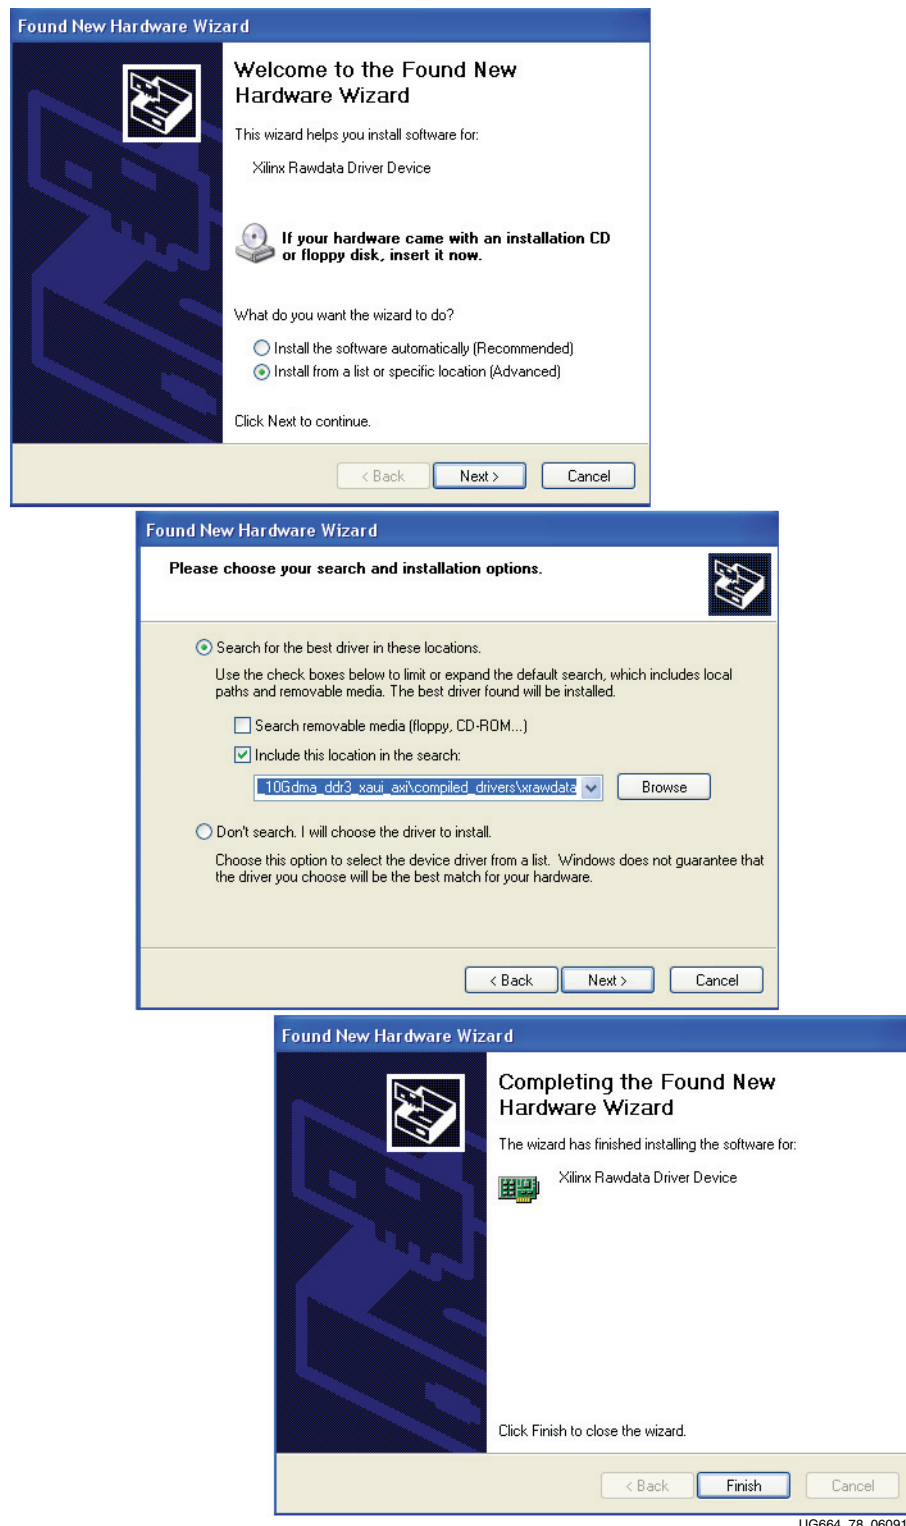 Found New Hardware Wizard
Welcome to the Found New
Hardware Wizard
This wizard helps you install software for:
Xilinx Rawdata Driver Device
If your hardware came with an installation CD
or floppy disk, insert it now.
What do you want the wizard to do?
Install the software automatically (Recommended)
Install from a list or specific location (Advanced)
Click Next to continue.
< Back Next > Cancel
Found New Hardware Wizard
Please choose your search and installation options.
Search for the best driver in these locations.
Use the check boxes below to limit or expand the default search, which includes local
paths and removable media. The best driver found will be installed.
Search removable media (floppy, CD-ROM...)
Include this location in the search:
_10Gdma_ddr3_xaui_axi\compiled_drivers\xrawdata Browse
Don't search. I will choose the driver to install.
Choose this option to select the device driver from a list. Windows does not guarantee that
the driver you choose will be the best match for your hardware.
< Back Next > Cancel
Found New Hardware Wizard
Completing the Found New
Hardware Wizard
The wizard has finished installing the software for:
Xilinx Rawdata Driver Device
Click Finish to close the wizard.
< Back Finish Cancel
UG664_78_06091